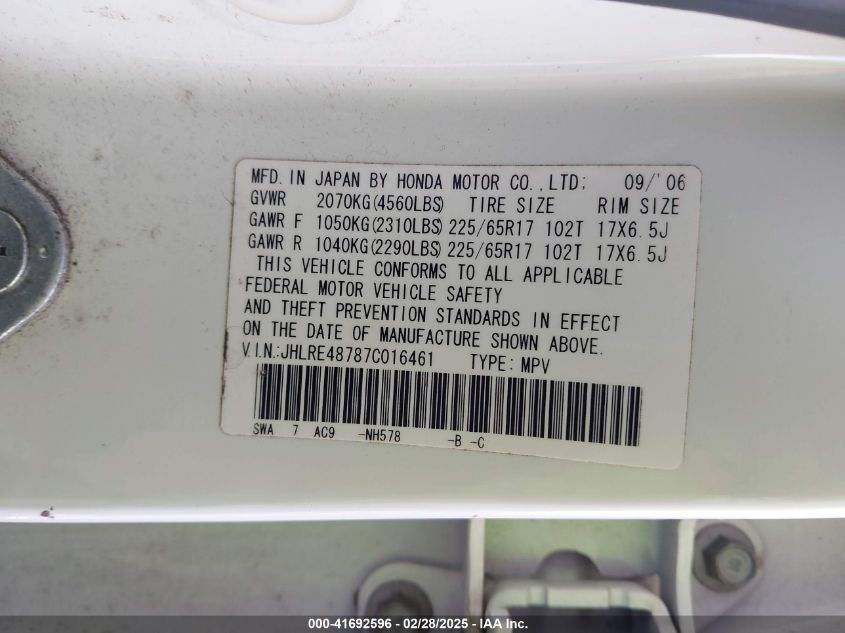 MFD. IN JAPAN BY HONDA MOTOR CO., LTD; 09/'06
GVWR 2070KG(4560LBS) TIRE SIZE RIM SIZE
GAWR F 1050KG(2310LBS) 225/65R17 102T 17X6.5J
GAWR R 1040KG(2290LBS) 225/65R17 102T 17X6.5J
THIS VEHICLE CONFORMS TO ALL APPLICABLE
FEDERAL MOTOR VEHICLE SAFETY
AND THEFT PREVENTION STANDARDS IN EFFECT
ON THE DATE OF MANUFACTURE SHOWN ABOVE.
V.I.N.:JHLRE48787C016461 TYPE: MPV
SWA 7 AC9 -NH578 -B -C
000-41692596 - 02/28/2025 - IAA Inc.